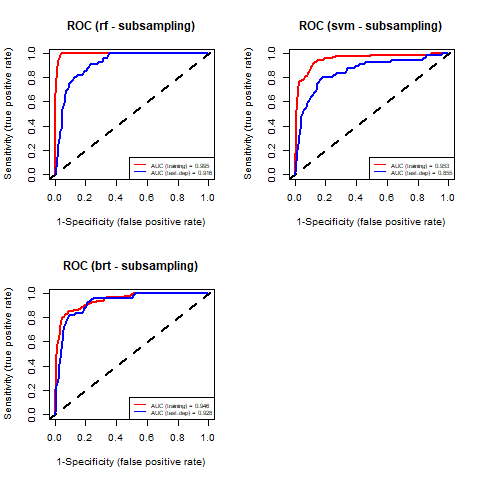 ROC (rf - subsampling)
Sensitivity (true positive rate)
1.0
0.8
0.6
0.4
0.2
0.0
AUC (training) = 0.995
AUC (test.dep) = 0.916
0.0 0.2 0.4 0.6 0.8 1.0
1-Specificity (false positive rate)
ROC (svm - subsampling)
Sensitivity (true positive rate)
1.0
0.8
0.6
0.4
0.2
0.0
AUC (training) = 0.953
AUC (test.dep) = 0.855
0.0 0.2 0.4 0.6 0.8 1.0
1-Specificity (false positive rate)
ROC (brt - subsampling)
Sensitivity (true positive rate)
1.0
0.8
0.6
0.4
0.2
0.0
AUC (training) = 0.946
AUC (test.dep) = 0.928
0.0 0.2 0.4 0.6 0.8 1.0
1-Specificity (false positive rate)